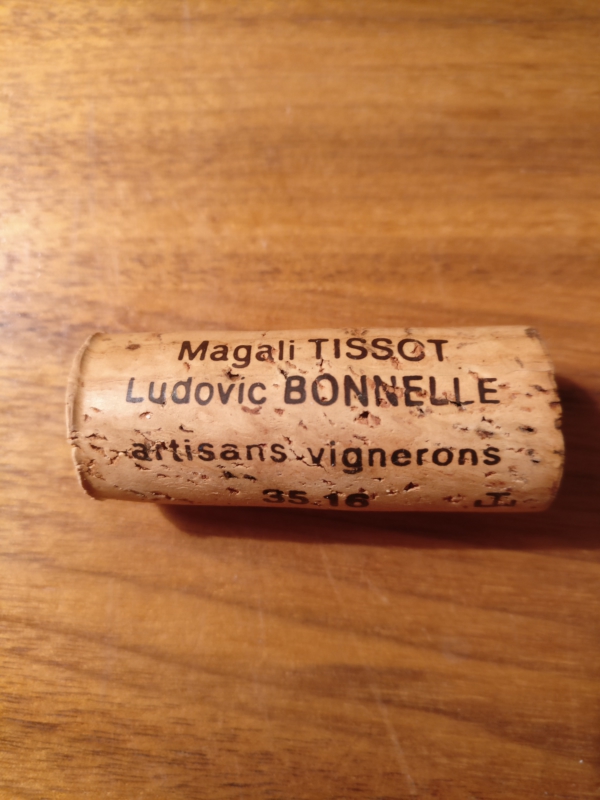 Magali TISSOT
Ludovic BONNELLE
artisans vignerons
35.16